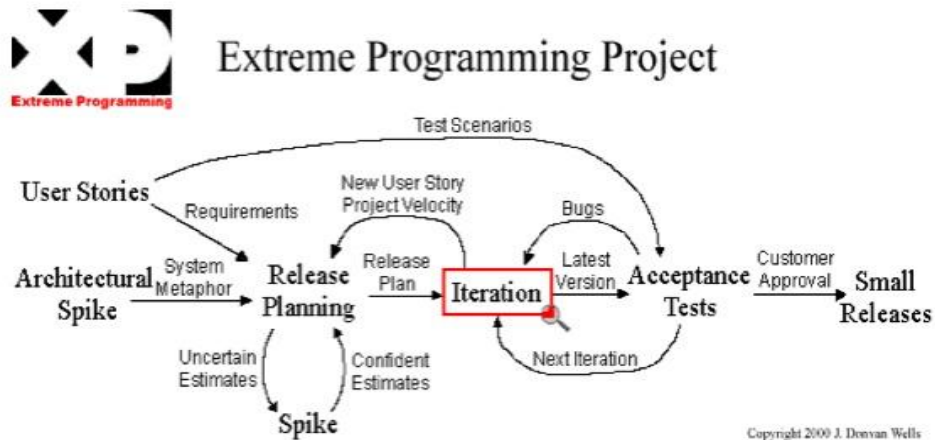 XP
Extreme Programming
Extreme Programming Project
Test Scenarios
User Stories
New User Story
Project Velocity
Requirements
Bugs
Architectural
Spike
System
Metaphor
Release
Planning
Release
Plan
Iteration
Latest
Version
Acceptance
Tests
Customer
Approval
Small
Releases
Uncertain
Estimates
Confident
Estimates
Next Iteration
Spike
Copyright 2000 J. Donvan Wells